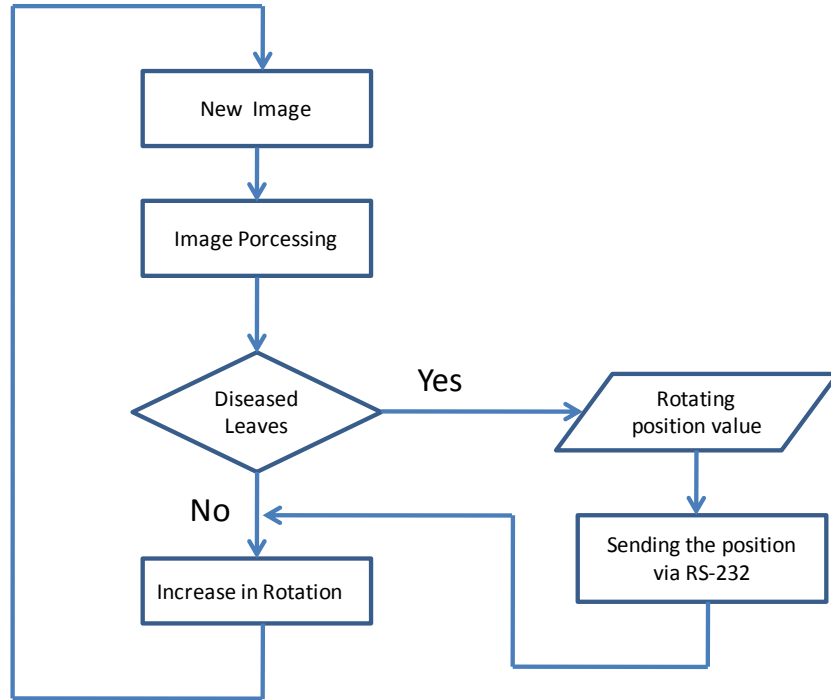 New Image
Image Porcessing
Diseased
Leaves
Yes
Rotating
position value
No
Sending the position
via RS-232
Increase in Rotation